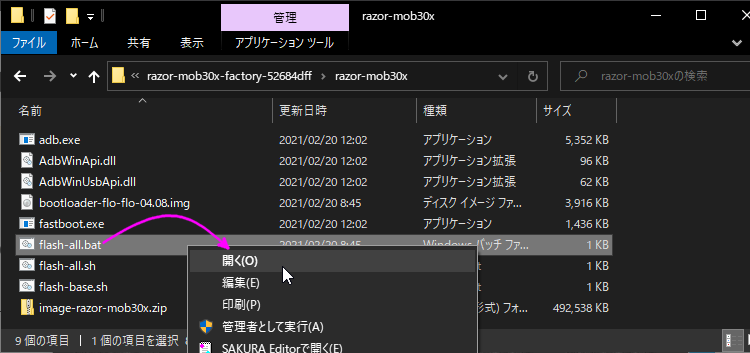 管理 razor-mob30x
ファイル ホーム 共有 表示 アプリケーション ツール
razor-mob30x-factory-52684dff razor-mob30x razor-mob30xの検索
名前 更新日時 種類 サイズ
adb.exe 2021/02/20 12:02 アプリケーション 5,352 KB
AdbWinApi.dll 2021/02/20 12:02 アプリケーション拡張 96 KB
AdbWinUsbApi.dll 2021/02/20 12:02 アプリケーション拡張 62 KB
bootloader-flo-flo-04.08.img 2021/02/20 8:45 ディスク イメージ ファ... 3,916 KB
fastboot.exe 2021/02/20 12:02 アプリケーション 1,436 KB
flash-all.bat 2021/02/20 8:45 Windows バッチ ファ... 1 KB
flash-all.sh 1 KB
開く(O)
flash-base.sh 1 KB
編集(E)
image-razor-mob30x.zip 形式) フォ... 492,538 KB
印刷(P)
管理者として実行(A)
9 個の項目 1 個の項目を選択
SAKURA Editorで開く(E)